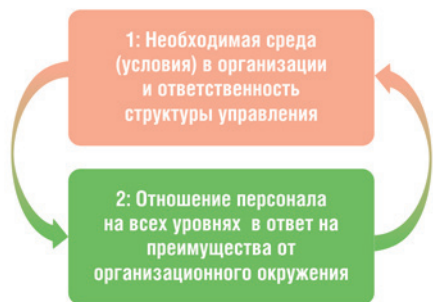 1: Необходимая среда
(условия) в организации
и ответственность
структуры управления
2: Отношение персонала
на всех уровнях в ответ на
преимущества от
организационного окружения